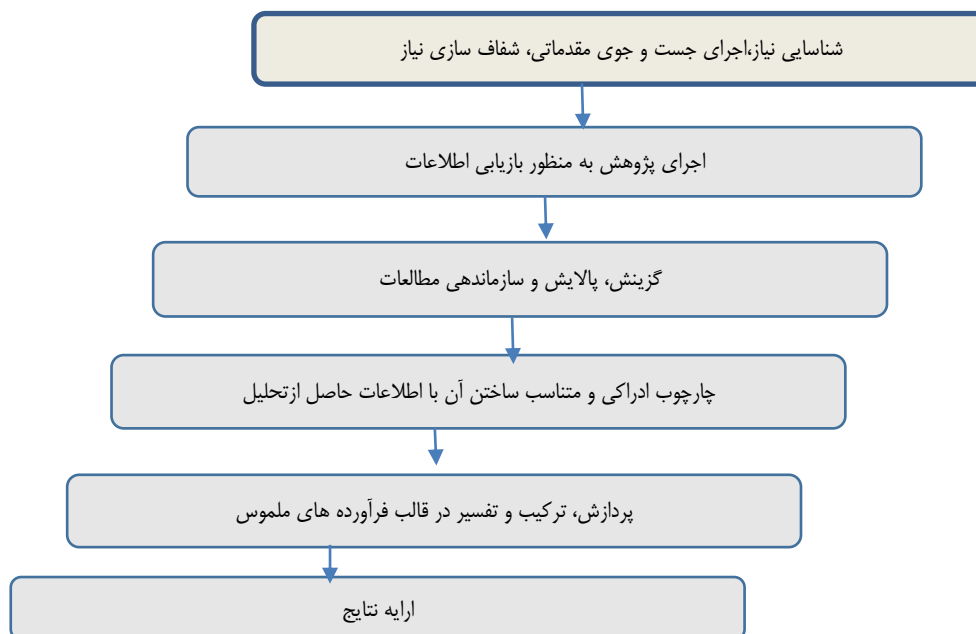 شناسایی نیاز،اجرای جست و جوی مقدماتی، شفاف سازی نیاز
اجرای پژوهش به منظور بازیابی اطلاعات
گزینش، پالایش و سازماندهی مطالعات
چارچوب ادراکی و متناسب ساختن آن با اطلاعات حاصل ازتحلیل
پردازش، ترکیب و تفسیر در قالب فرآورده های ملموس
ارایه نتایج